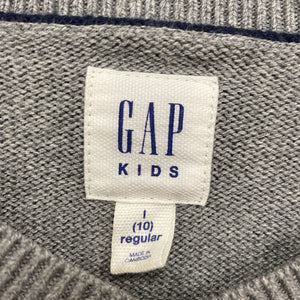 GAP
KIDS
l
(10)
regular
MADE IN
CAMBODIA